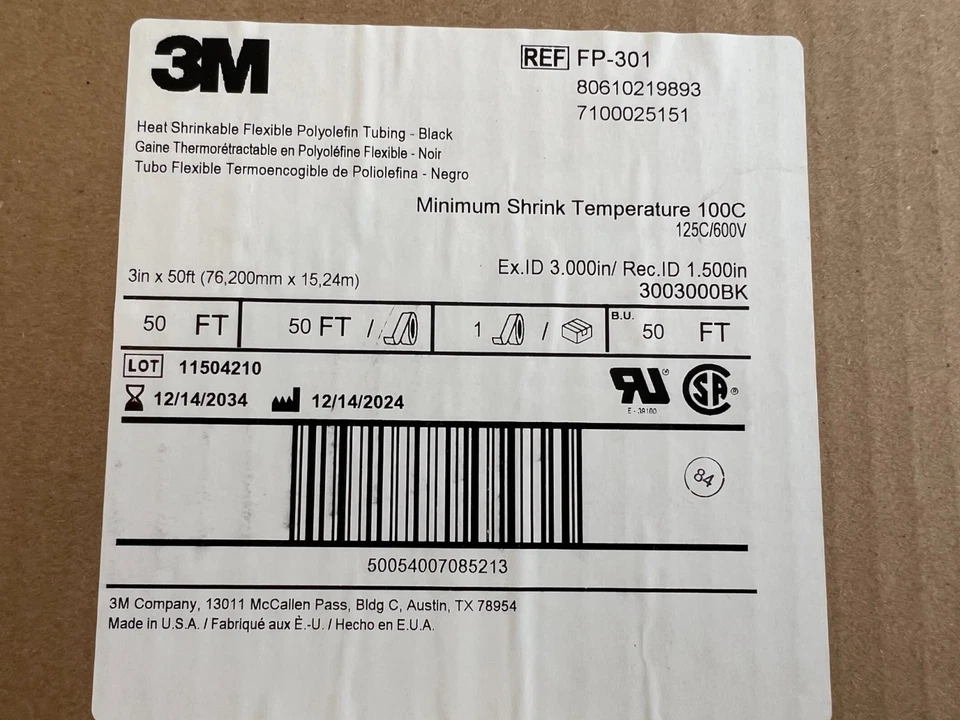 3M
REF FP-301
80610219893
7100025151
Heat Shrinkable Flexible Polyolefin Tubing - Black
Gaine Thermorétractable en Polyoléfine Flexible - Noir
Tubo Flexible Termoencogible de Poliolefina - Negro
Minimum Shrink Temperature 100C
125C/600V
Ex.ID 3.000in/ Rec.ID 1.500in
3in x 50ft (76,200mm x 15,24m)
3003000BK
50 FT 50 FT / 1 / B.U. 50 FT
LOT 11504210
12/14/2034 12/14/2024
RU ® SA ®
E - 39100
84
50054007085213
3M Company, 13011 McCallen Pass, Bldg C, Austin, TX 78954
Made in U.S.A. / Fabriqué aux É.-U. / Hecho en E.U.A.